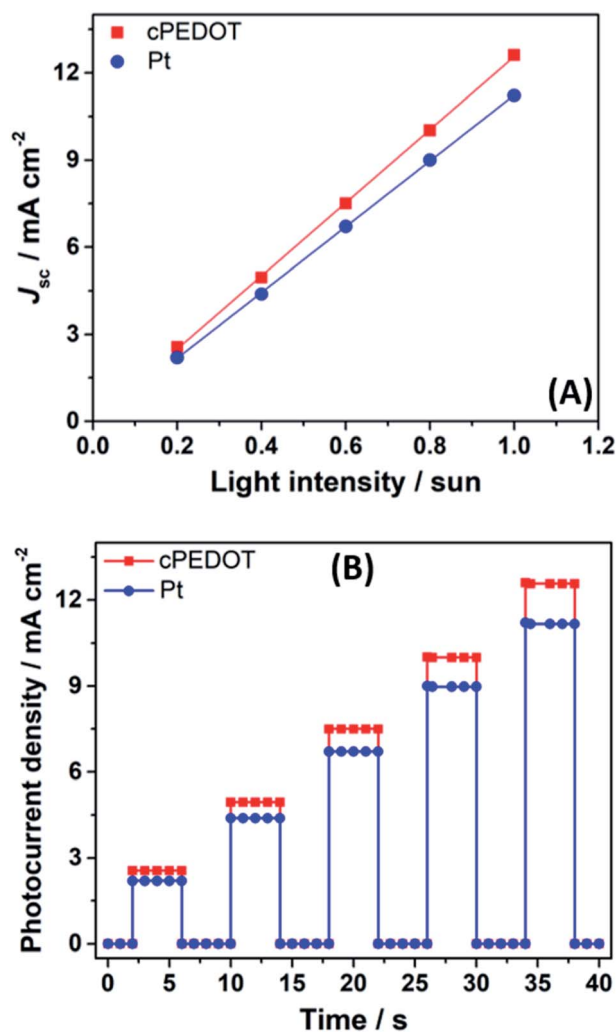 cPEDOT
Pt
12
9
6
3
0
J_sc / mA cm⁻²
(A)
0.0 0.2 0.4 0.6 0.8 1.0 1.2
Light intensity / sun
cPEDOT
Pt
(B)
12
9
6
3
0
Photocurrent density / mA cm⁻²
0 5 10 15 20 25 30 35 40
Time / s